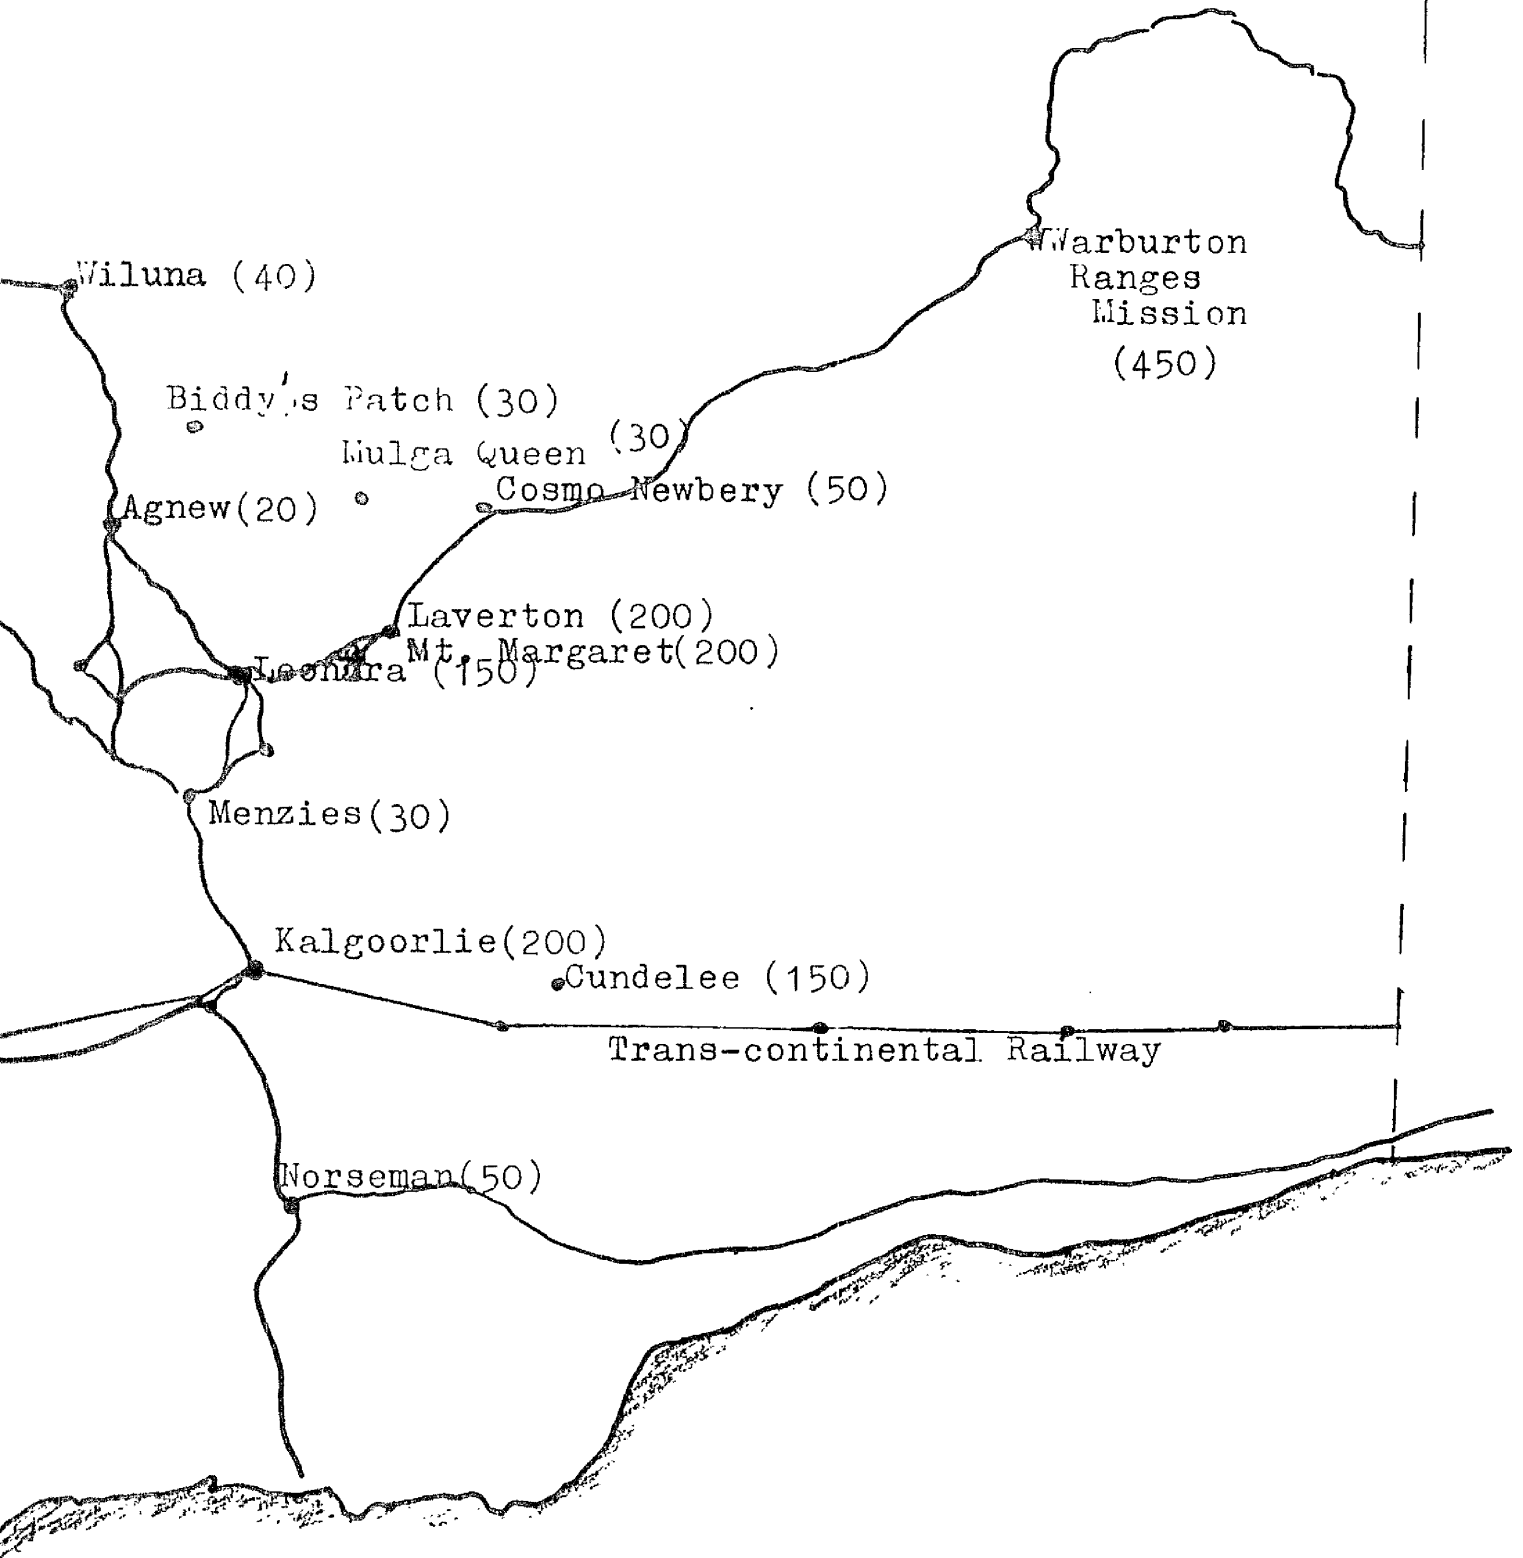 WWarburton
Ranges
Mission
(450)
Wiluna (40)
Biddy's Patch (30)
Mulga Queen (30)
Cosmo Newbery (50)
Agnew(20)
Laverton (200)
Mt. Margaret(200)
Leonora (150)
Menzies(30)
Kalgoorlie(200)
Cundelee (150)
Trans-continental Railway
Norseman(50)